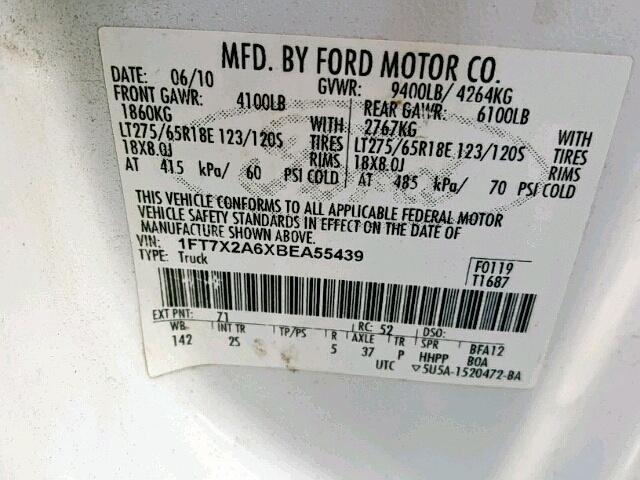 MFD. BY FORD MOTOR CO.
DATE: 06/10 GVWR: 9400LB/4264KG
FRONT GAWR: 4100LB REAR GAWR: 6100LB
1860KG WITH 2767KG WITH
LT275/65R18E 123/120S TIRES LT275/65R18E 123/120S TIRES
18X8.0J RIMS 18X8.0J RIMS
AT 415 kPa/ 60 PSI COLD AT 485 kPa/ 70 PSI COLD
THIS VEHICLE CONFORMS TO ALL APPLICABLE FEDERAL MOTOR
VEHICLE SAFETY STANDARDS IN EFFECT ON THE DATE OF
MANUFACTURE SHOWN ABOVE.
VIN: 1FT7X2A6XBEA55439
TYPE: Truck
F0119
T1687
EXT PNT: Z1 RC: 52 DSO:
WB INT TR TP/PS R AXLE TR SPR BFA12
142 2S 5 37 P HHPP BOA
UTC ▽5U5A-1520472-BA